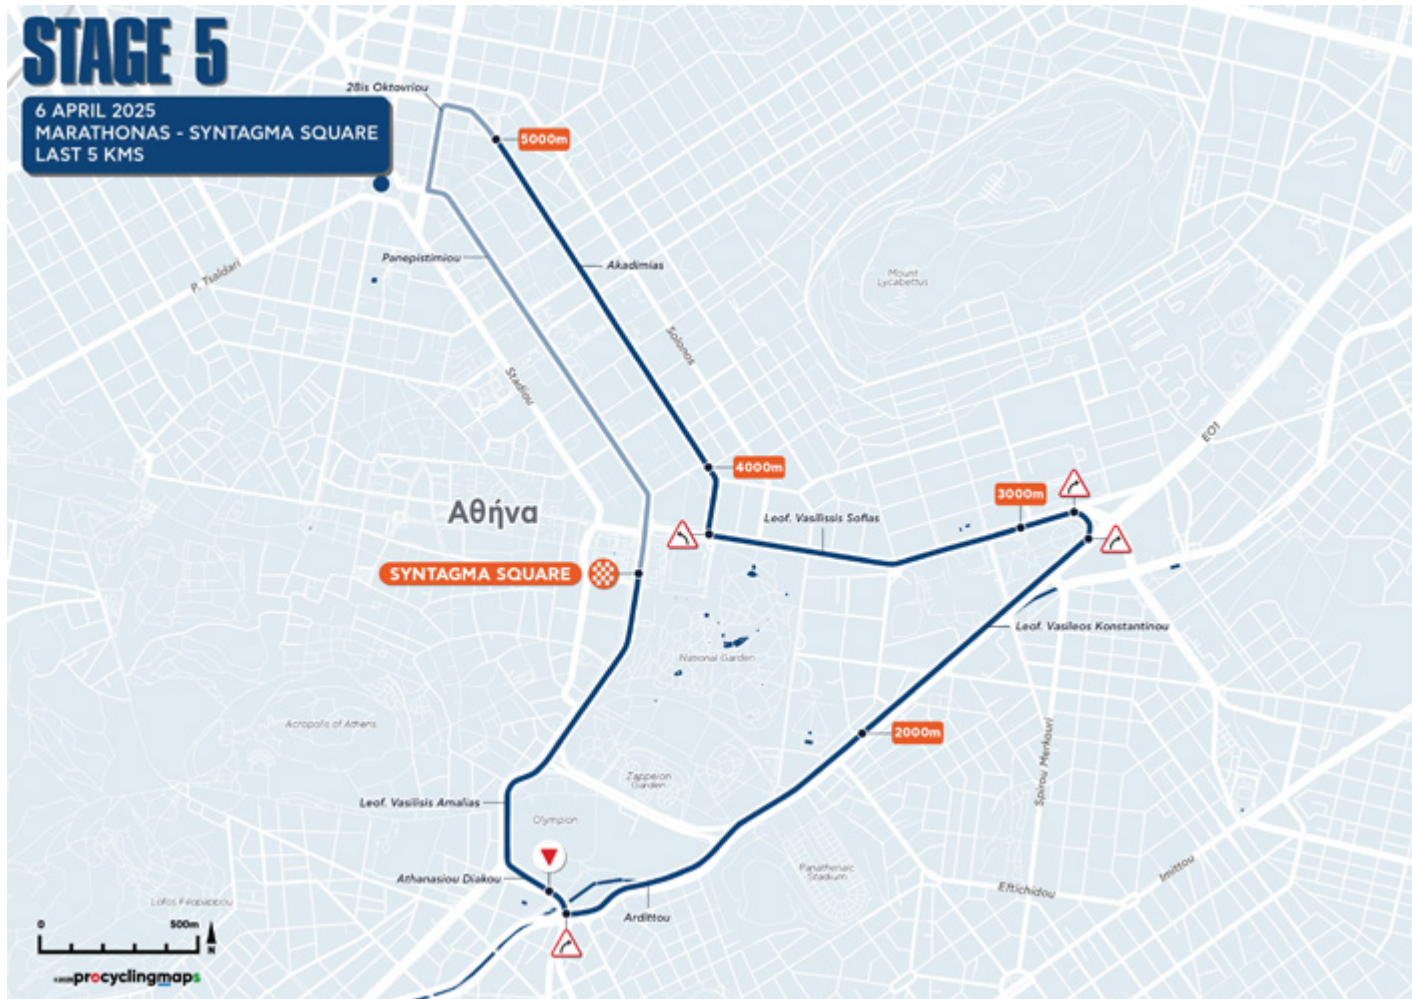 STAGE 5
6 APRIL 2025
MARATHONAS - SYNTAGMA SQUARE
LAST 5 KMS
28is Oktovriou
5000m
Panepistimiou
Akadimias
P. Tsaldari
Mount
Lycabettus
Solonos
Stadiou
EO1
4000m
3000m
Αθήνα
Leof. Vasilissis Sofias
SYNTAGMA SQUARE
Leof. Vasileos Konstantinou
National Garden
Acropolis of Athens
2000m
Spirou Merkouri
Zappeion
Garden
Leof. Vasilisis Amalias
Olympion
Panathenaic
Stadium
Imittou
Athanasiou Diakou
Eftichidou
Lofos Filopappou
Ardittou
0 500m
N
procyclingmaps